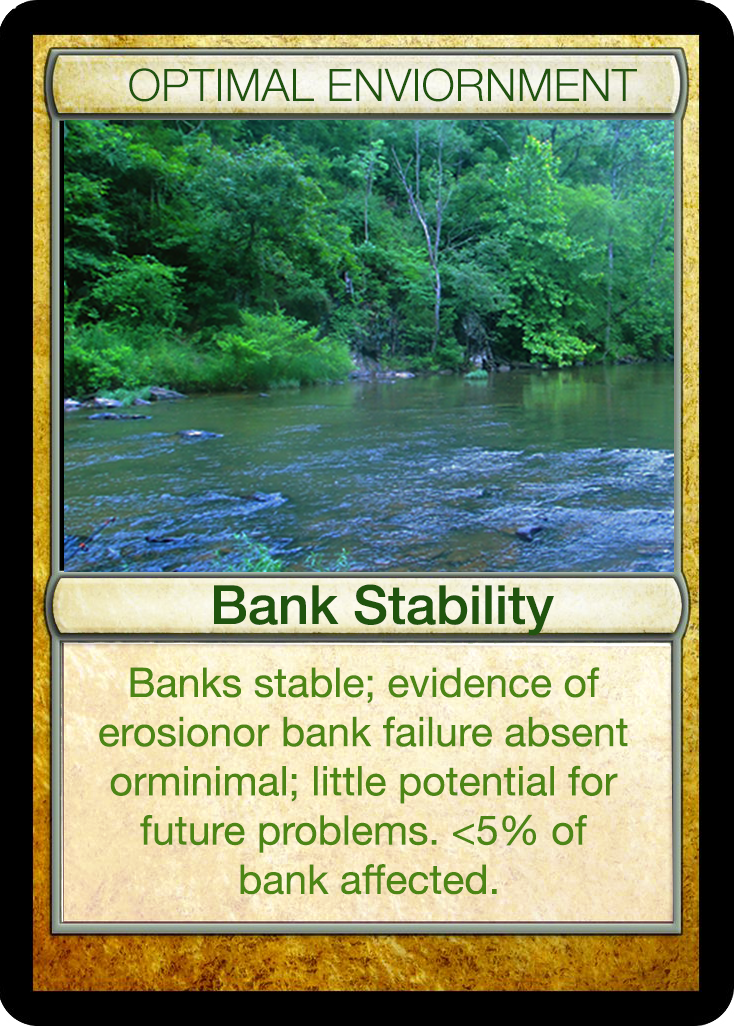 OPTIMAL ENVIORNMENT
Bank Stability
Banks stable; evidence of
erosionor bank failure absent
orminimal; little potential for
future problems. <5% of
bank affected.